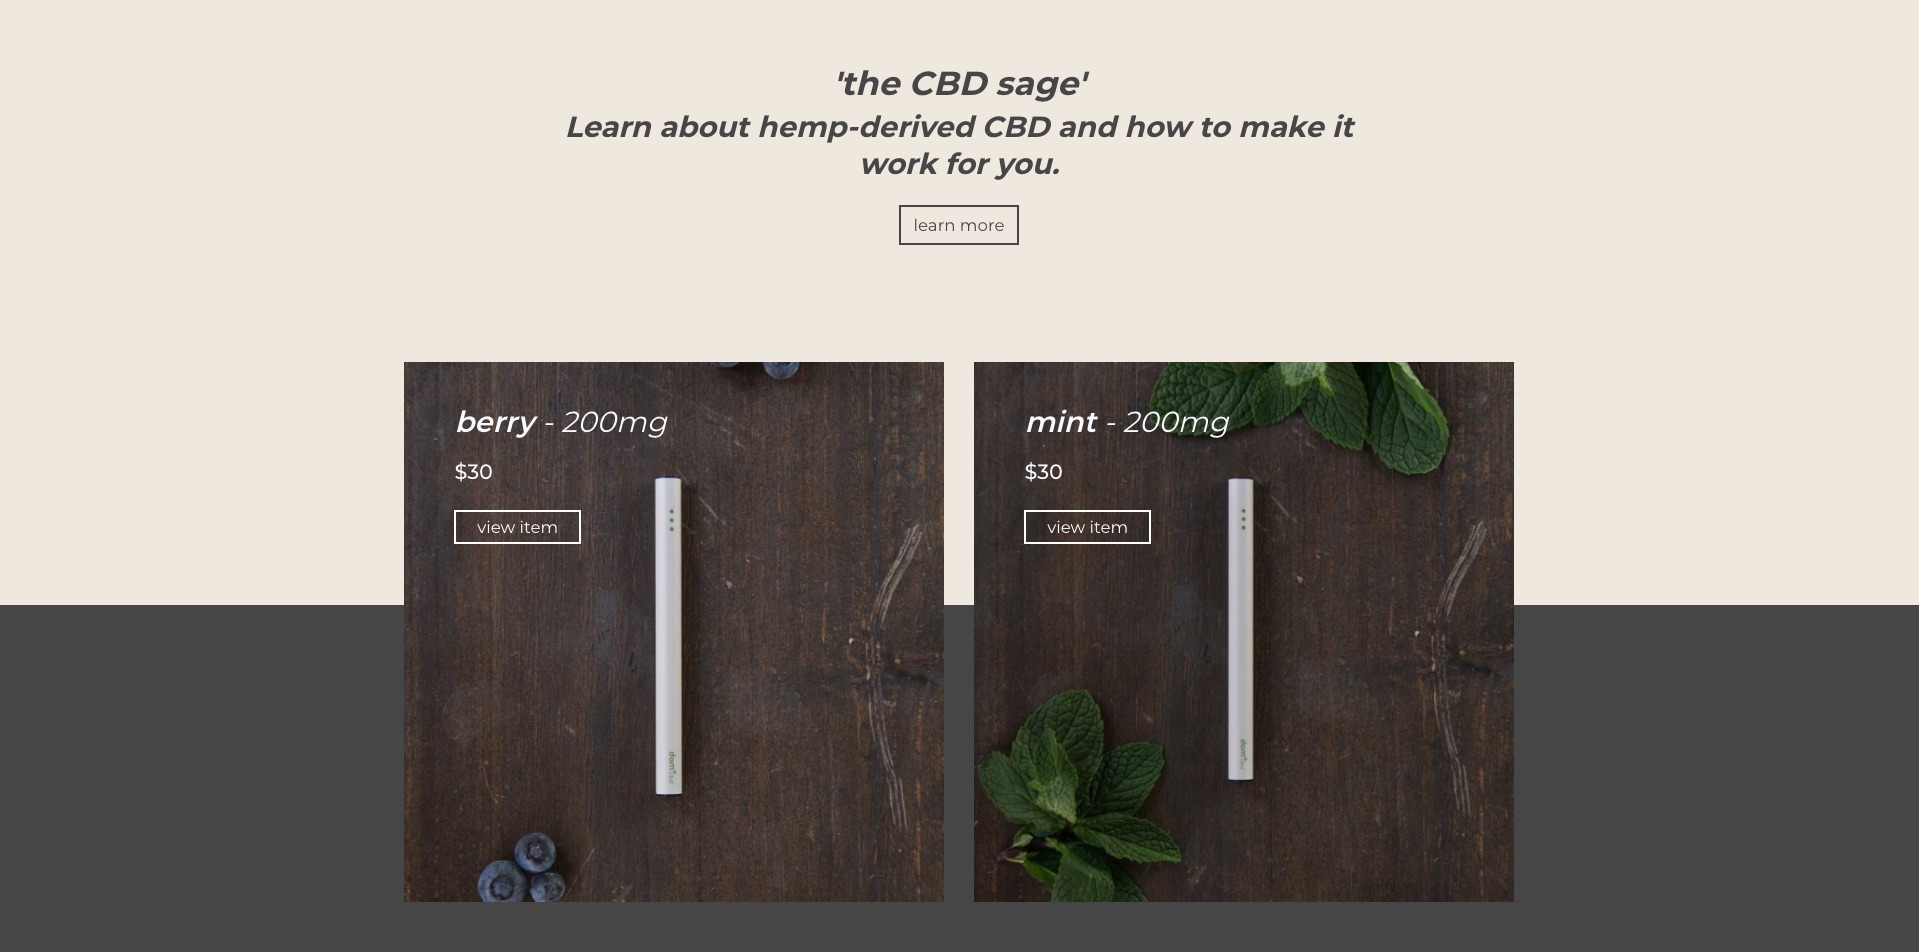 'the CBD sage'
Learn about hemp-derived CBD and how to make it
work for you.
learn more
berry - 200mg
$30
view item
mint - 200mg
$30
view item